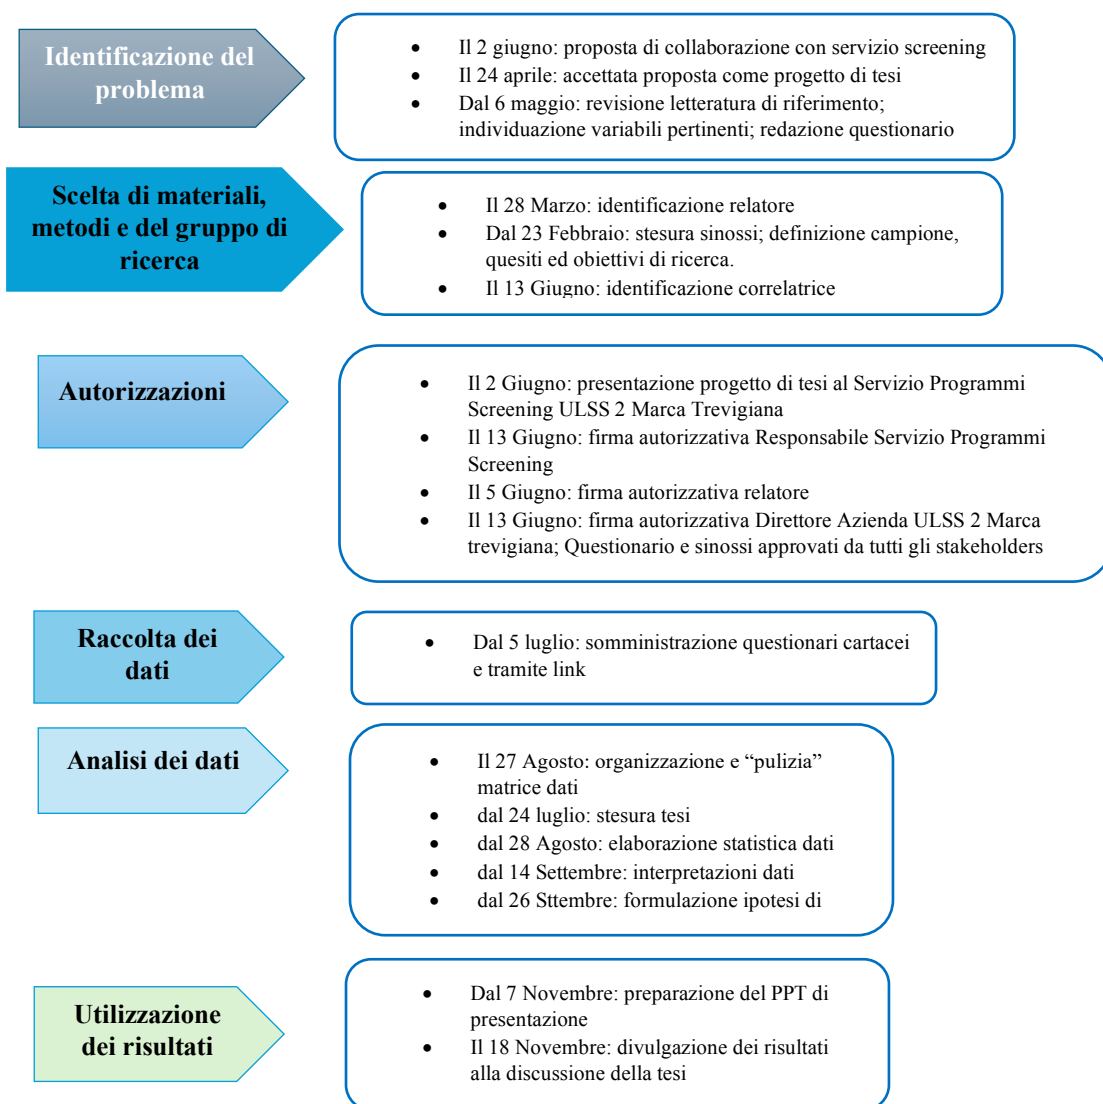 Identificazione del
problema
• Il 2 giugno: proposta di collaborazione con servizio screening
• Il 24 aprile: accettata proposta come progetto di tesi
• Dal 6 maggio: revisione letteratura di riferimento;
individuazione variabili pertinenti; redazione questionario
Scelta di materiali,
metodi e del gruppo di
ricerca
• Il 28 Marzo: identificazione relatore
• Dal 23 Febbraio: stesura sinossi; definizione campione,
quesiti ed obiettivi di ricerca.
• Il 13 Giugno: identificazione correlatrice
Autorizzazioni
• Il 2 Giugno: presentazione progetto di tesi al Servizio Programmi
Screening ULSS 2 Marca Trevigiana
• Il 13 Giugno: firma autorizzativa Responsabile Servizio Programmi
Screening
• Il 5 Giugno: firma autorizzativa relatore
• Il 13 Giugno: firma autorizzativa Direttore Azienda ULSS 2 Marca
trevigiana; Questionario e sinossi approvati da tutti gli stakeholders
Raccolta dei
dati
• Dal 5 luglio: somministrazione questionari cartacei
e tramite link
Analisi dei dati
• Il 27 Agosto: organizzazione e “pulizia”
matrice dati
• dal 24 luglio: stesura tesi
• dal 28 Agosto: elaborazione statistica dati
• dal 14 Settembre: interpretazioni dati
• dal 26 Sttembre: formulazione ipotesi di
Utilizzazione
dei risultati
• Dal 7 Novembre: preparazione del PPT di
presentazione
• Il 18 Novembre: divulgazione dei risultati
alla discussione della tesi